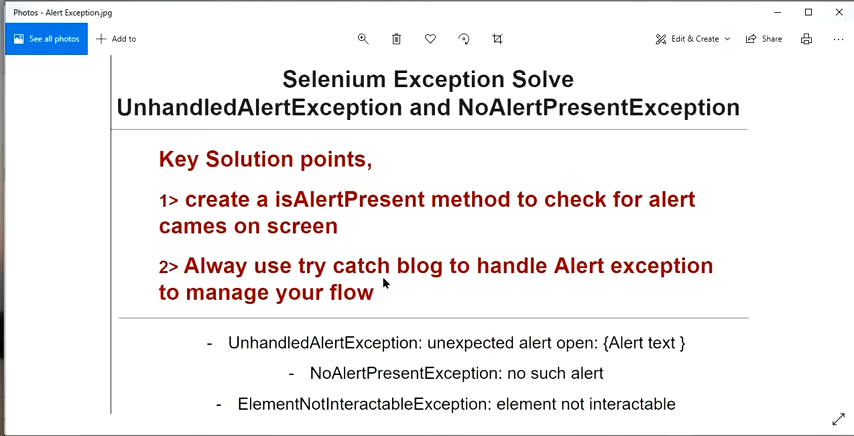 Photos - Alert Exception.jpg
See all photos
Add to
Edit & Create
Share
Selenium Exception Solve
UnhandledAlertException and NoAlertPresentException
Key Solution points,
1> create a isAlertPresent method to check for alert
cames on screen
2> Alway use try catch blog to handle Alert exception
to manage your flow
- UnhandledAlertException: unexpected alert open: {Alert text }
- NoAlertPresentException: no such alert
- ElementNotInteractableException: element not interactable